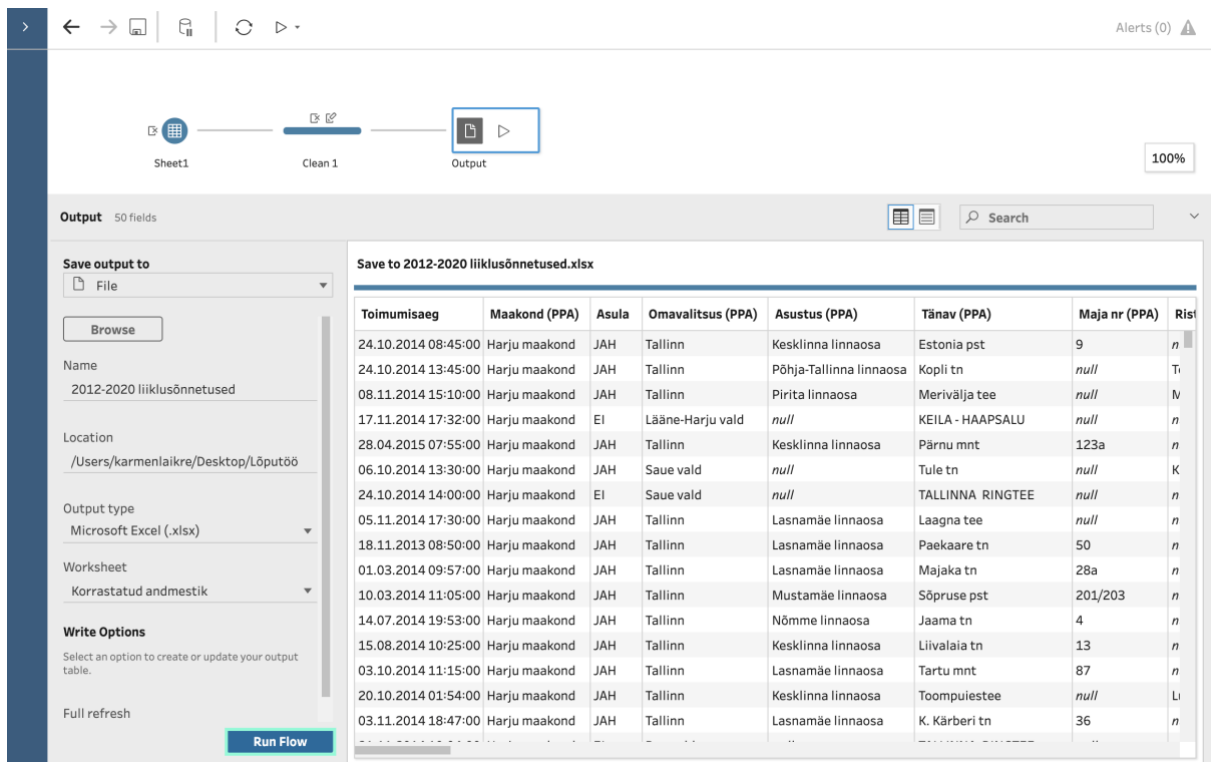 Alerts (0)
Sheet1
Clean 1
Output
100%
Output 50 fields
Search
Save output to
File
Browse
Name
2012-2020 liiklusõnnetused
Location
/Users/karmenlaikre/Desktop/Lõputöö
Output type
Microsoft Excel (.xlsx)
Worksheet
Korrastatud andmestik
Write Options
Select an option to create or update your output
table.
Full refresh
Run Flow
Save to 2012-2020 liiklusõnnetused.xlsx
Toimumisaeg Maakond (PPA) Asula Omavalitsus (PPA) Asustus (PPA) Tänav (PPA) Maja nr (PPA)
24.10.2014 08:45:00 Harju maakond JAH Tallinn Kesklinna linnaosa Estonia pst 9
24.10.2014 13:45:00 Harju maakond JAH Tallinn Põhja-Tallinna linnaosa Kopli tn null
08.11.2014 15:10:00 Harju maakond JAH Tallinn Pirita linnaosa Merivälja tee null
17.11.2014 17:32:00 Harju maakond EI Lääne-Harju vald null KEILA - HAAPSALU null
28.04.2015 07:55:00 Harju maakond JAH Tallinn Kesklinna linnaosa Pärnu mnt 123a
06.10.2014 13:30:00 Harju maakond JAH Saue vald null Tule tn null
24.10.2014 14:00:00 Harju maakond EI Saue vald null TALLINNA RINGTEE null
05.11.2014 17:30:00 Harju maakond JAH Tallinn Lasnamäe linnaosa Laagna tee null
18.11.2013 08:50:00 Harju maakond JAH Tallinn Lasnamäe linnaosa Paekaare tn 50
01.03.2014 09:57:00 Harju maakond JAH Tallinn Lasnamäe linnaosa Majaka tn 28a
10.03.2014 11:05:00 Harju maakond JAH Tallinn Mustamäe linnaosa Sõpruse pst 201/203
14.07.2014 19:53:00 Harju maakond JAH Tallinn Nõmme linnaosa Jaama tn 4
15.08.2014 10:25:00 Harju maakond JAH Tallinn Kesklinna linnaosa Liivalaia tn 13
03.10.2014 11:15:00 Harju maakond JAH Tallinn Lasnamäe linnaosa Tartu mnt 87
20.10.2014 01:54:00 Harju maakond JAH Tallinn Kesklinna linnaosa Toompuiestee null
03.11.2014 18:47:00 Harju maakond JAH Tallinn Lasnamäe linnaosa K. Kärberi tn 36